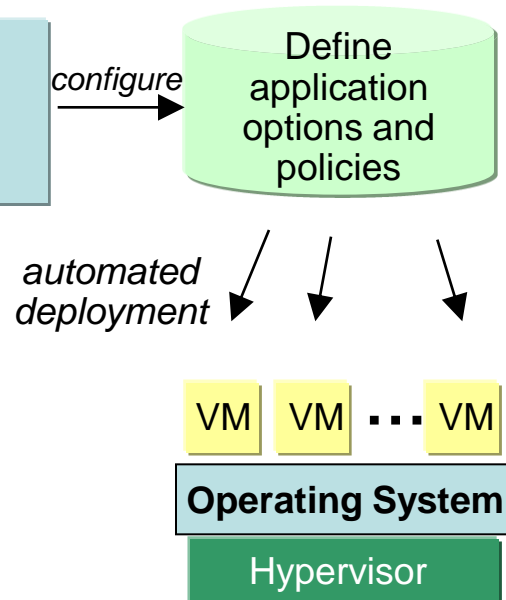 configure
Define
application
options and
policies
automated
deployment
VM VM ... VM
Operating System
Hypervisor